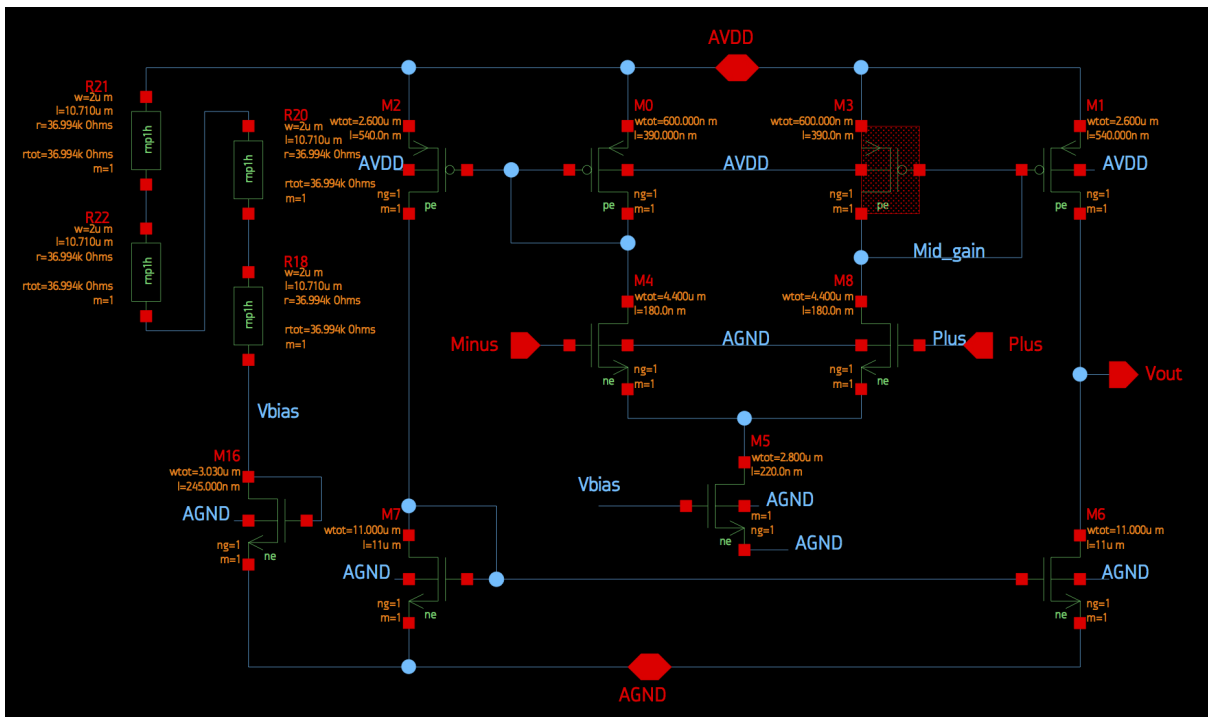 AVDD
R21
w=2u m
l=10.710u m
r=36.994k Ohms
rnp1h
rtot=36.994k Ohms
m=1
R20
w=2u m
l=10.710u m
r=36.994k Ohms
rnp1h
rtot=36.994k Ohms
m=1
R22
w=2u m
l=10.710u m
r=36.994k Ohms
rnp1h
rtot=36.994k Ohms
m=1
R18
w=2u m
l=10.710u m
r=36.994k Ohms
rnp1h
rtot=36.994k Ohms
m=1
M2
wtot=2.600u m
l=540.0n m
AVDD
ng=1
m=1
pe
M0
wtot=600.000n m
l=390.000n m
AVDD
ng=1
m=1
pe
M3
wtot=600.000n m
l=390.0n m
ng=1
m=1
pe
M1
wtot=2.600u m
l=540.000n m
AVDD
ng=1
m=1
pe
Mid_gain
M4
wtot=4.400u m
l=180.0n m
Minus
AGND
ng=1
m=1
ne
M8
wtot=4.400u m
l=180.0n m
Plus
Plus
ng=1
m=1
ne
Vout
Vbias
M5
wtot=2.800u m
l=220.0n m
Vbias
AGND
m=1
ng=1
ne
AGND
M16
wtot=3.030u m
l=245.000n m
AGND
ng=1
m=1
ne
M7
wtot=11.000u m
l=11u m
AGND
ng=1
m=1
ne
M6
wtot=11.000u m
l=11u m
AGND
ng=1
m=1
ne
AGND